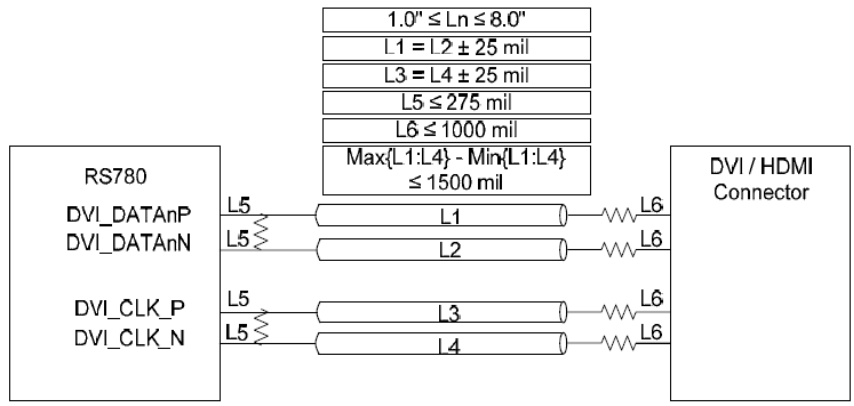 1.0" ≤ Ln ≤ 8.0"
L1 = L2 ± 25 mil
L3 = L4 ± 25 mil
L5 ≤ 275 mil
L6 ≤ 1000 mil
Max{L1:L4} - Min{L1:L4}
≤ 1500 mil
RS780
DVI / HDMI
Connector
DVI_DATAnP
L5
L1
L6
DVI_DATAnN
L5
L2
L6
DVI_CLK_P
L5
L3
L6
DVI_CLK_N
L5
L4
L6